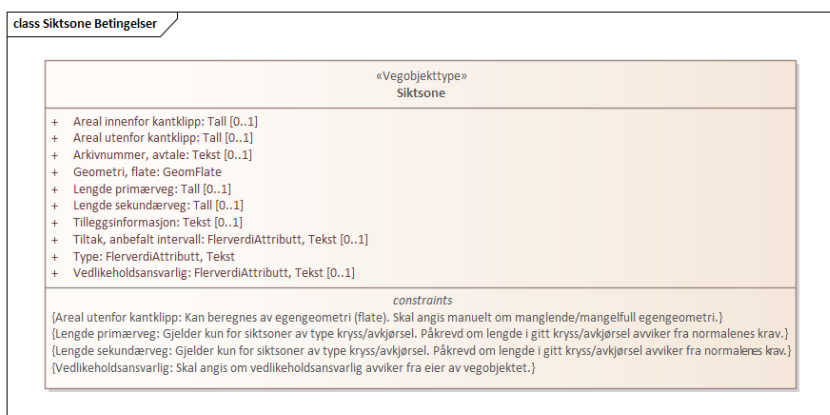 class Siktsone Betingelser
«Vegobjekttype»
Siktsone
+ Areal innenfor kantklipp: Tall [0..1]
+ Areal utenfor kantklipp: Tall [0..1]
+ Arkivnummer, avtale: Tekst [0..1]
+ Geometri, flate: GeomFlate
+ Lengde primærveg: Tall [0..1]
+ Lengde sekundærveg: Tall [0..1]
+ Tilleggsinformasjon: Tekst [0..1]
+ Tiltak, anbefalt intervall: FlerverdiAttributt, Tekst [0..1]
+ Type: FlerverdiAttributt, Tekst
+ Vedlikeholdsansvarlig: FlerverdiAttributt, Tekst [0..1]
constraints
{Areal utenfor kantklipp: Kan beregnes av egengeometri (flate). Skal angis manuelt om manglende/mangelfull egengeometri.}
{Lengde primærveg: Gjelder kun for siktsoner av type kryss/avkjørsel. Påkrevd om lengde i gitt kryss/avkjørsel avviker fra normalenes krav.}
{Lengde sekundærveg: Gjelder kun for siktsoner av type kryss/avkjørsel. Påkrevd om lengde i gitt kryss/avkjørsel avviker fra normalenes krav.}
{Vedlikeholdsansvarlig: Skal angis om vedlikeholdsansvarlig avviker fra eier av vegobjektet.}